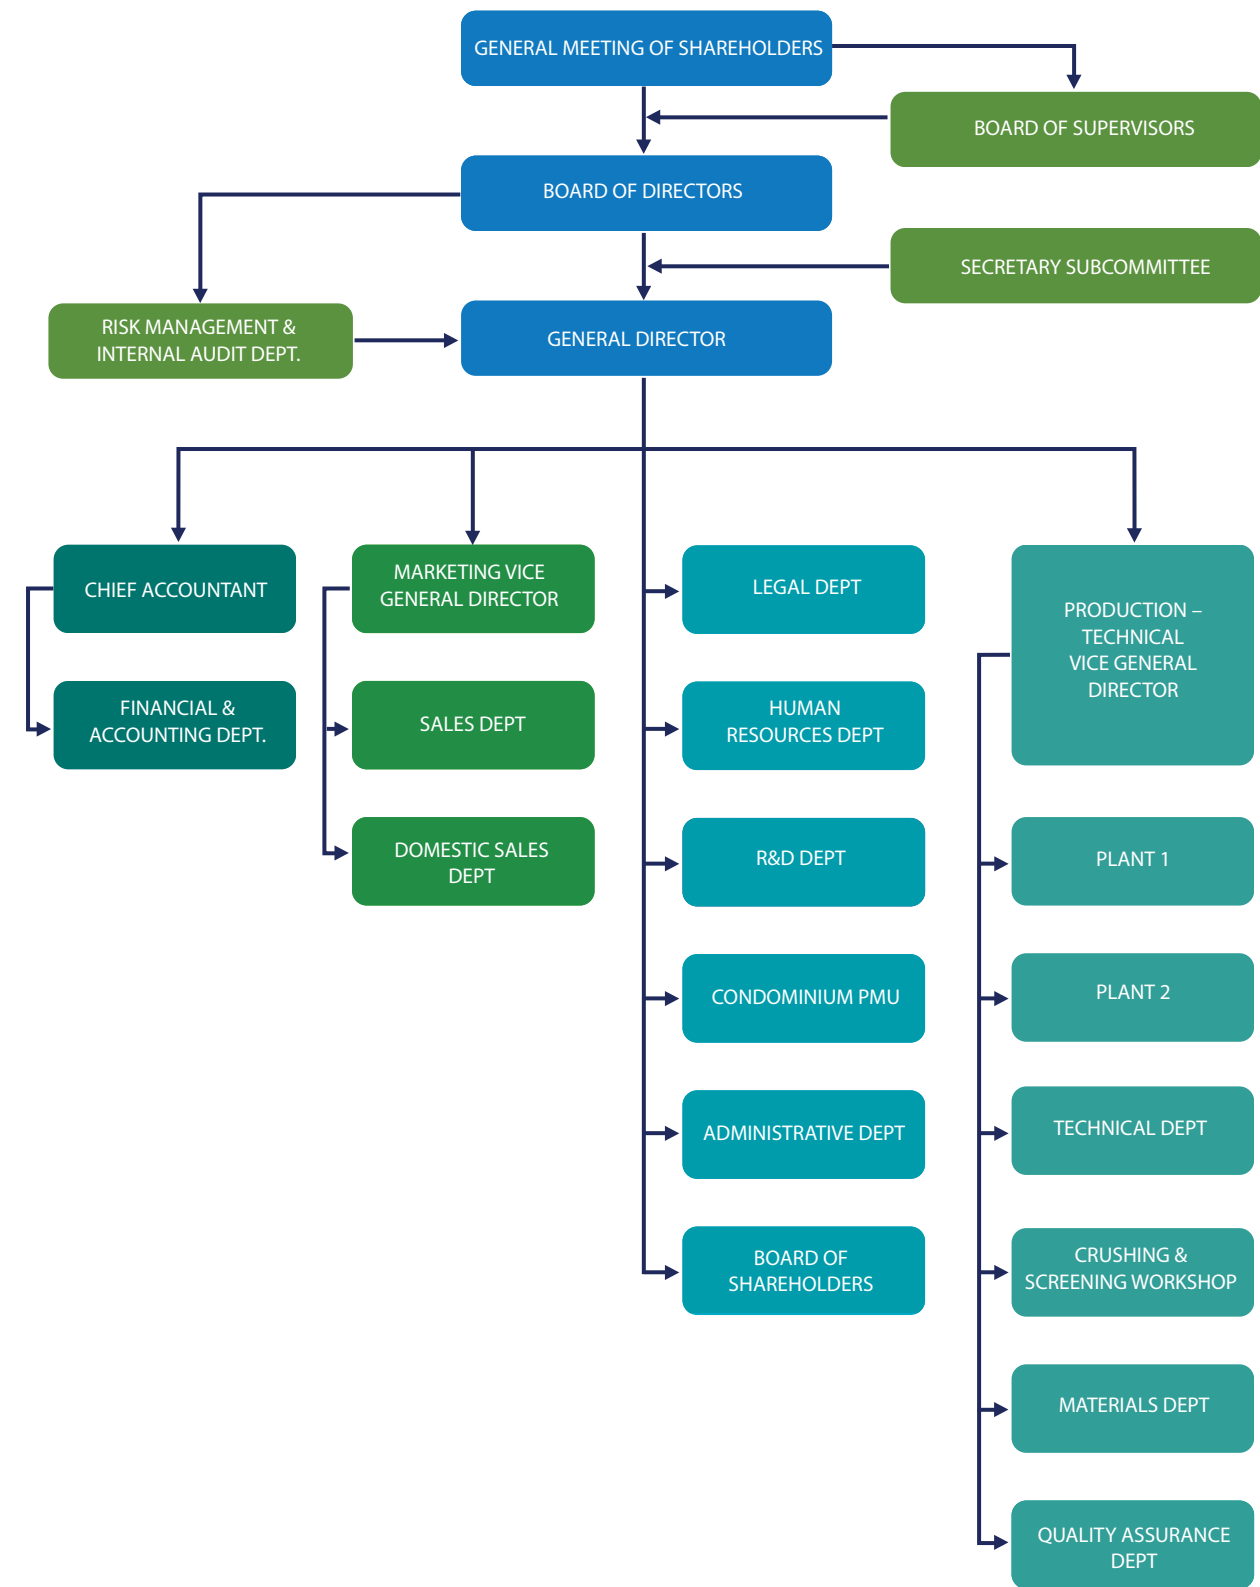 GENERAL MEETING OF SHAREHOLDERS
BOARD OF SUPERVISORS
BOARD OF DIRECTORS
SECRETARY SUBCOMMITTEE
RISK MANAGEMENT &
INTERNAL AUDIT DEPT.
GENERAL DIRECTOR
CHIEF ACCOUNTANT
FINANCIAL &
ACCOUNTING DEPT.
MARKETING VICE
GENERAL DIRECTOR
SALES DEPT
DOMESTIC SALES
DEPT
LEGAL DEPT
HUMAN
RESOURCES DEPT
R&D DEPT
CONDOMINIUM PMU
ADMINISTRATIVE DEPT
BOARD OF
SHAREHOLDERS
PRODUCTION –
TECHNICAL
VICE GENERAL
DIRECTOR
PLANT 1
PLANT 2
TECHNICAL DEPT
CRUSHING &
SCREENING WORKSHOP
MATERIALS DEPT
QUALITY ASSURANCE
DEPT